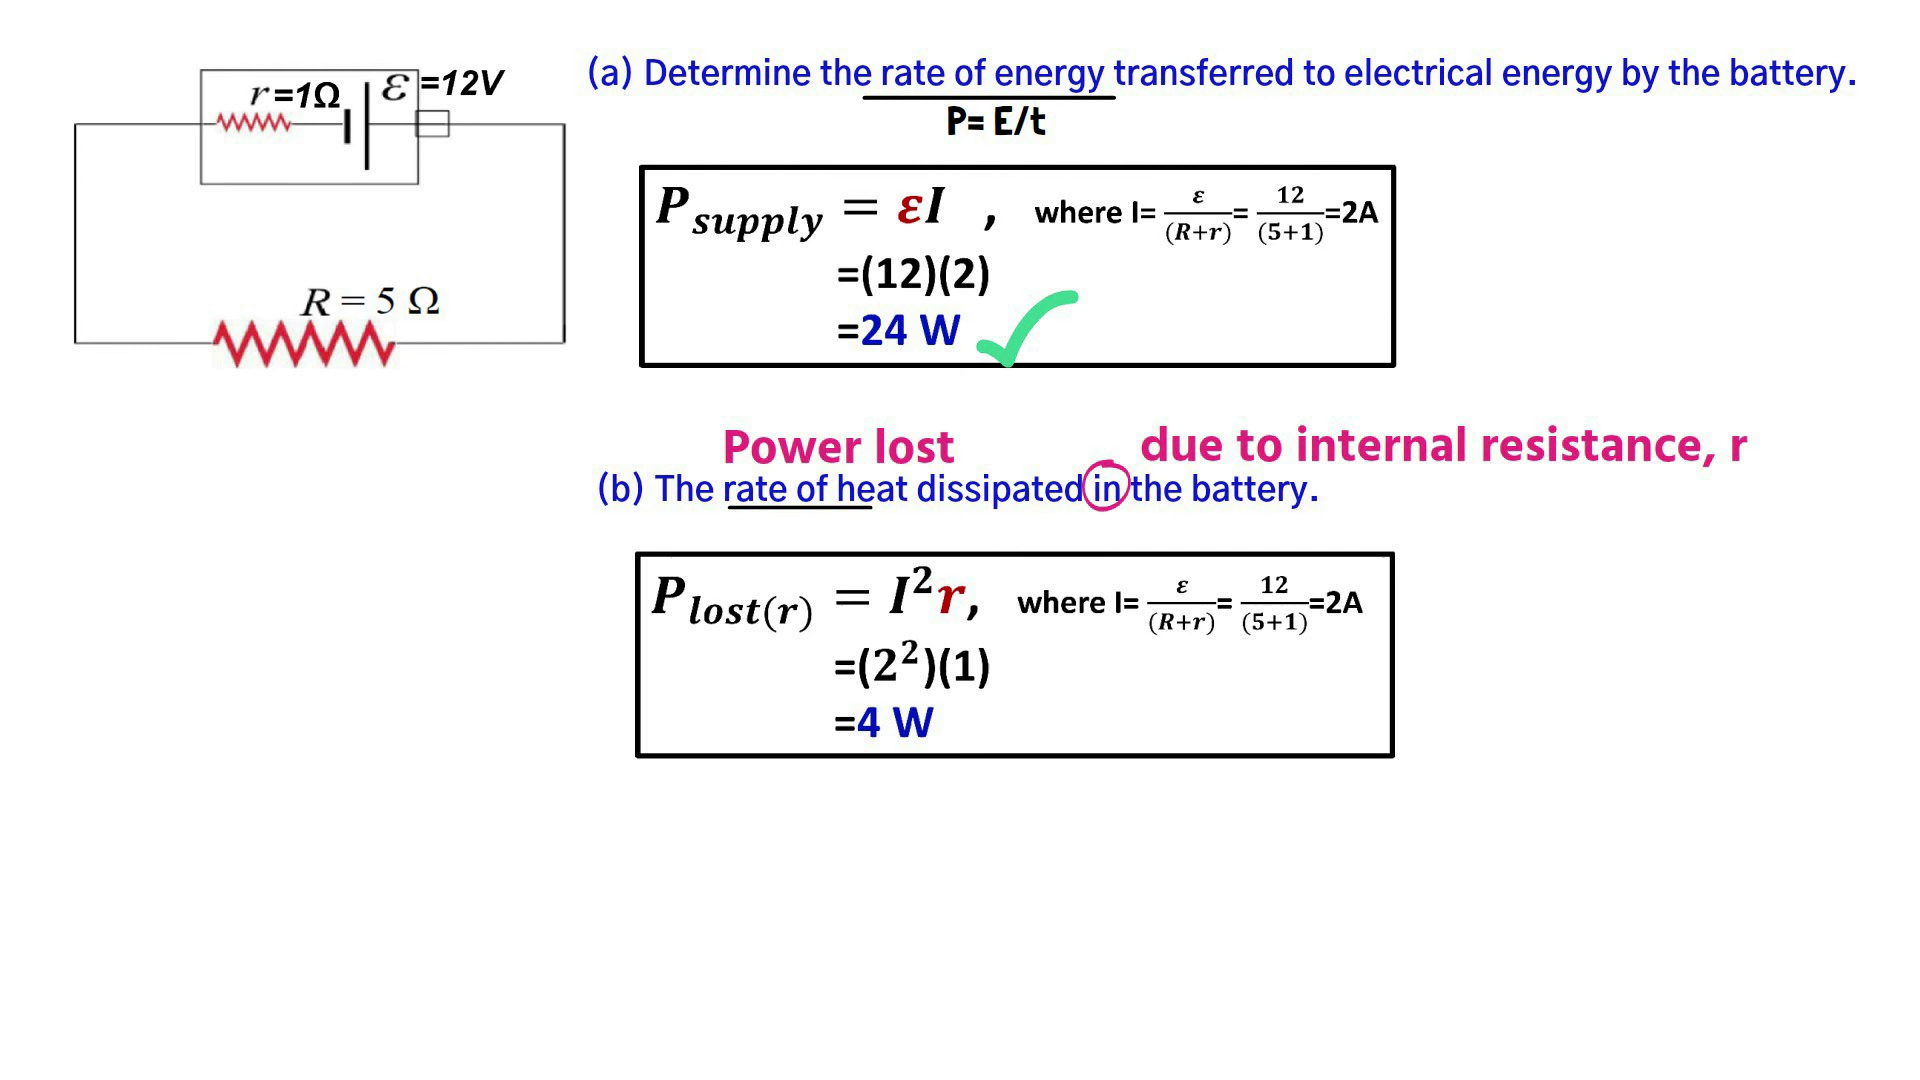 r=1Ω ε=12V
R = 5 Ω
(a) Determine the rate of energy transferred to electrical energy by the battery.
P= E/t
P supply = εI , where I= ε/(R+r) = 12/(5+1) =2A
=(12)(2)
=24 W
Power lost due to internal resistance, r
(b) The rate of heat dissipated in the battery.
P lost(r) = I²r, where I= ε/(R+r) = 12/(5+1) =2A
=(2²)(1)
=4 W